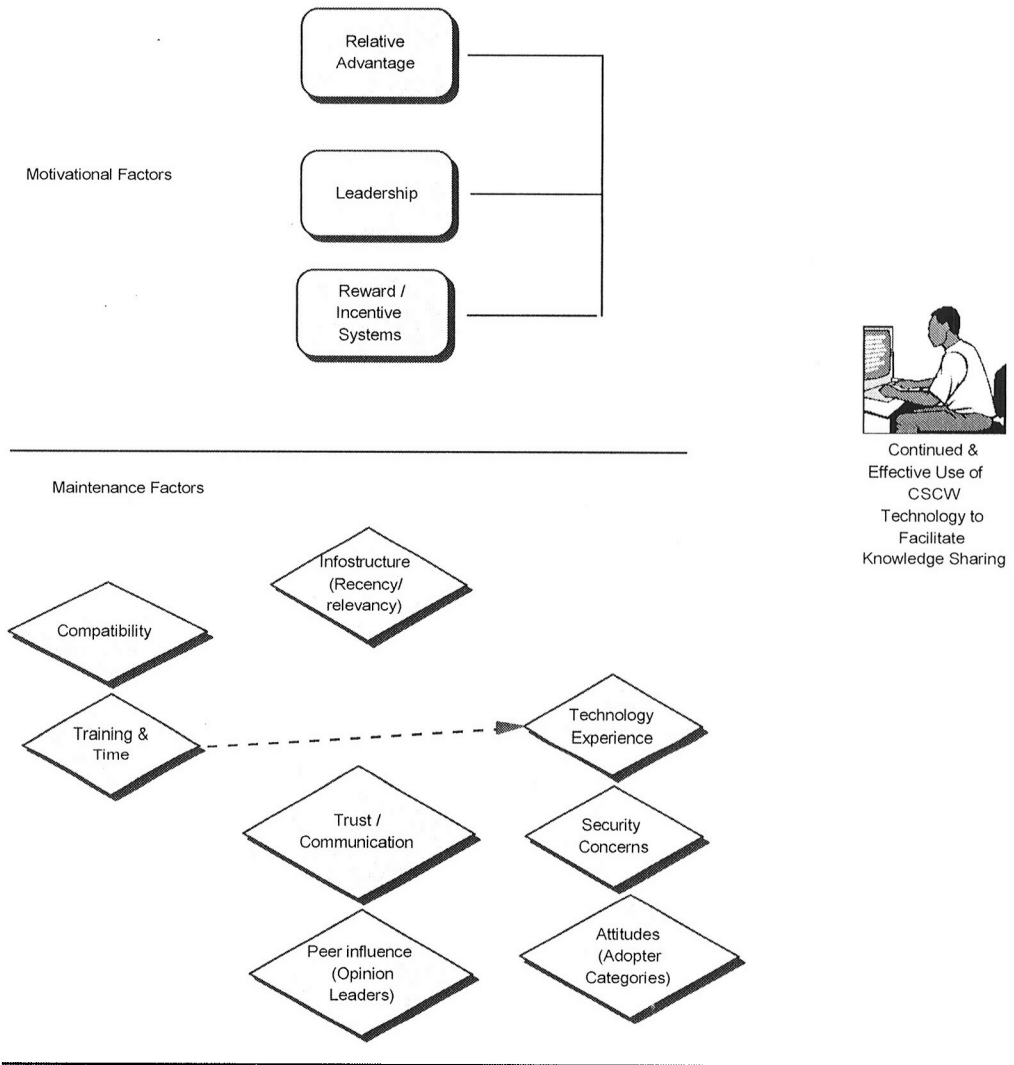 Relative
Advantage
Motivational Factors
Leadership
Reward /
Incentive
Systems
Continued &
Effective Use of
CSCW
Technology to
Facilitate
Knowledge Sharing
Maintenance Factors
Infostructure
(Recency/
relevancy)
Compatibility
Training &
Time
Technology
Experience
Trust /
Communication
Security
Concerns
Peer influence
(Opinion
Leaders)
Attitudes
(Adopter
Categories)